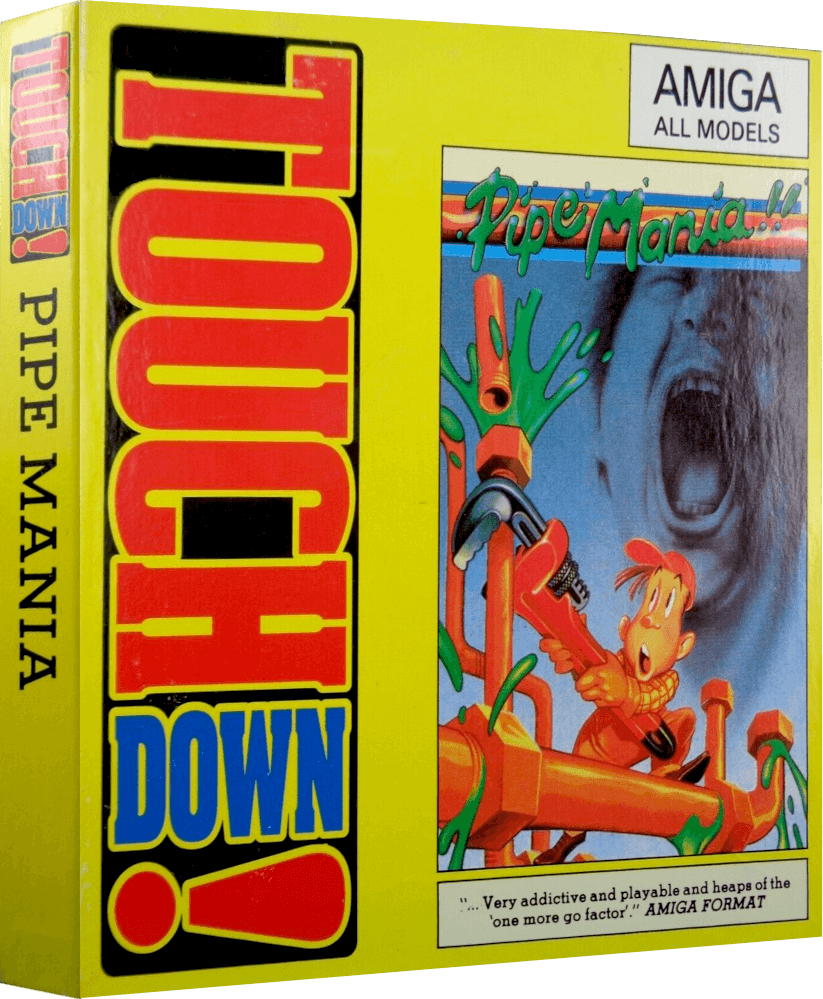 TOUCH
DOWN!
PIPE MANIA
TOUCH
DOWN!
AMIGA
ALL MODELS
Pipe Mania!!
"... Very addictive and playable and heaps of the
'one more go factor'." AMIGA FORMAT